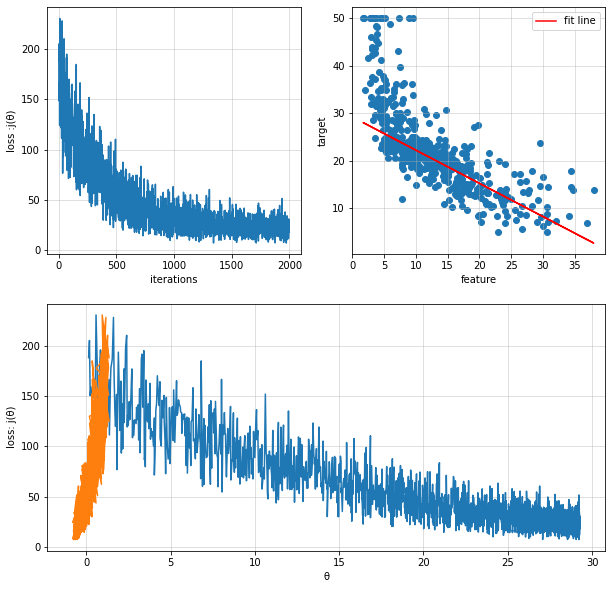 loss :j(θ)
200
150
100
50
0
0 500 1000 1500 2000
iterations
target
50
40
30
20
10
fit line
0 5 10 15 20 25 30 35
feature
loss: j(θ)
200
150
100
50
0
0 5 10 15 20 25 30
θ